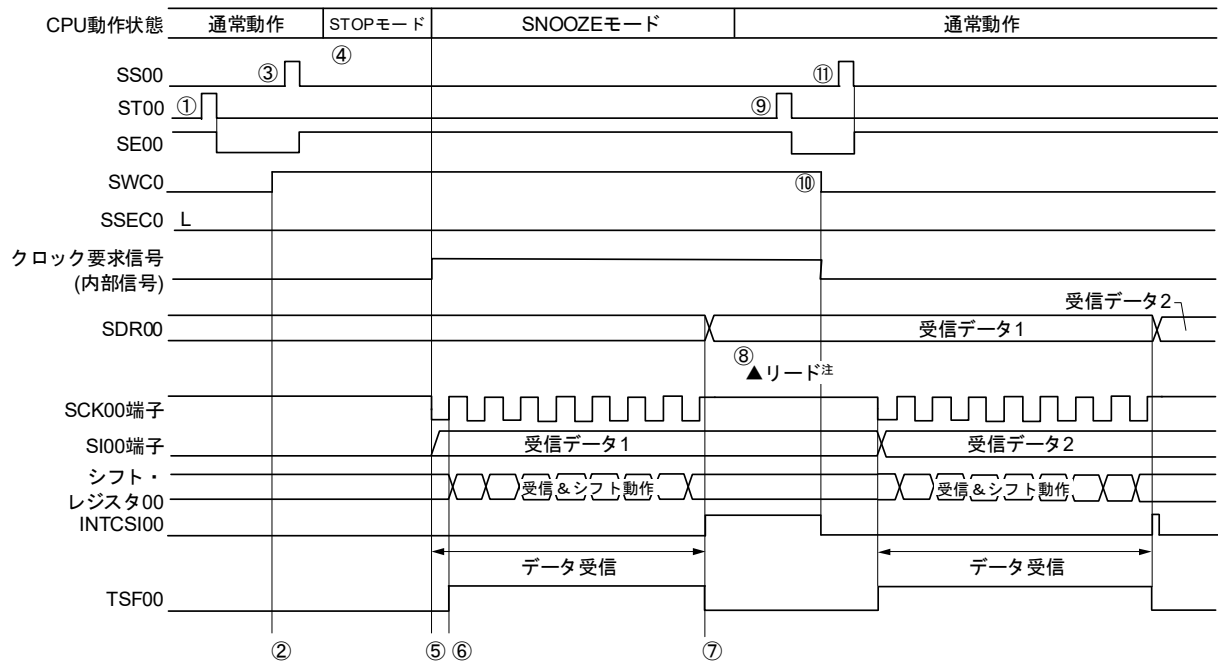 CPU動作状態 通常動作 STOPモード SNOOZEモード 通常動作
④
SS00 ③ ⑪
ST00 ① ⑨
SE00
SWC0 ⑩
SSEC0 L
クロック要求信号
(内部信号)
受信データ2
SDR00 受信データ1
⑧
▲リード注
SCK00端子
SI00端子 受信データ1 受信データ2
シフト・
レジスタ00 受信&シフト動作 受信&シフト動作
INTCSI00
データ受信 データ受信
TSF00
② ⑤ ⑥ ⑦